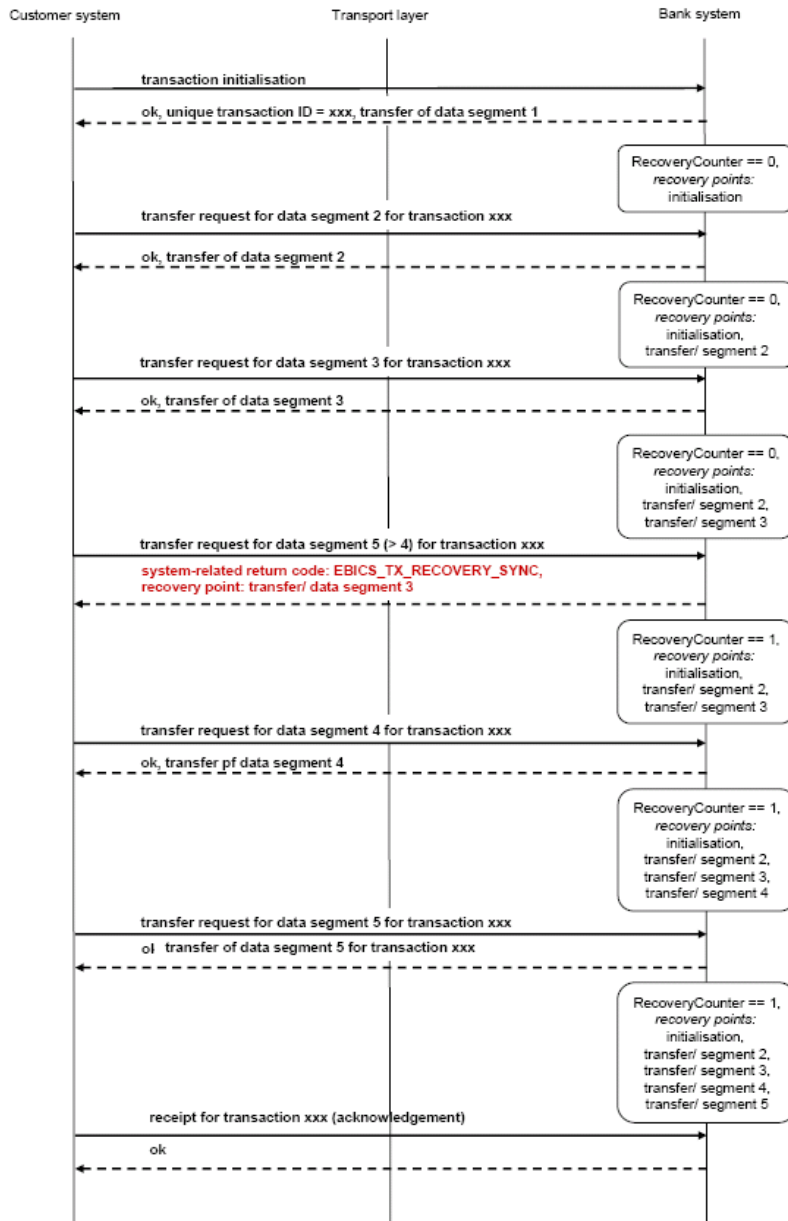 Customer system
Transport layer
Bank system
transaction initialisation
ok, unique transaction ID = xxx, transfer of data segment 1
RecoveryCounter == 0,
recovery points:
initialisation
transfer request for data segment 2 for transaction xxx
ok, transfer of data segment 2
RecoveryCounter == 0,
recovery points:
initialisation,
transfer/ segment 2
transfer request for data segment 3 for transaction xxx
ok, transfer of data segment 3
RecoveryCounter == 0,
recovery points:
initialisation,
transfer/ segment 2,
transfer/ segment 3
transfer request for data segment 5 (> 4) for transaction xxx
system-related return code: EBICS_TX_RECOVERY_SYNC,
recovery point: transfer/ data segment 3
RecoveryCounter == 1,
recovery points:
initialisation,
transfer/ segment 2,
transfer/ segment 3
transfer request for data segment 4 for transaction xxx
ok, transfer pf data segment 4
RecoveryCounter == 1,
recovery points:
initialisation,
transfer/ segment 2,
transfer/ segment 3,
transfer/ segment 4
transfer request for data segment 5 for transaction xxx
ol transfer of data segment 5 for transaction xxx
RecoveryCounter == 1,
recovery points:
initialisation,
transfer/ segment 2,
transfer/ segment 3,
transfer/ segment 4,
transfer/ segment 5
receipt for transaction xxx (acknowledgement)
ok